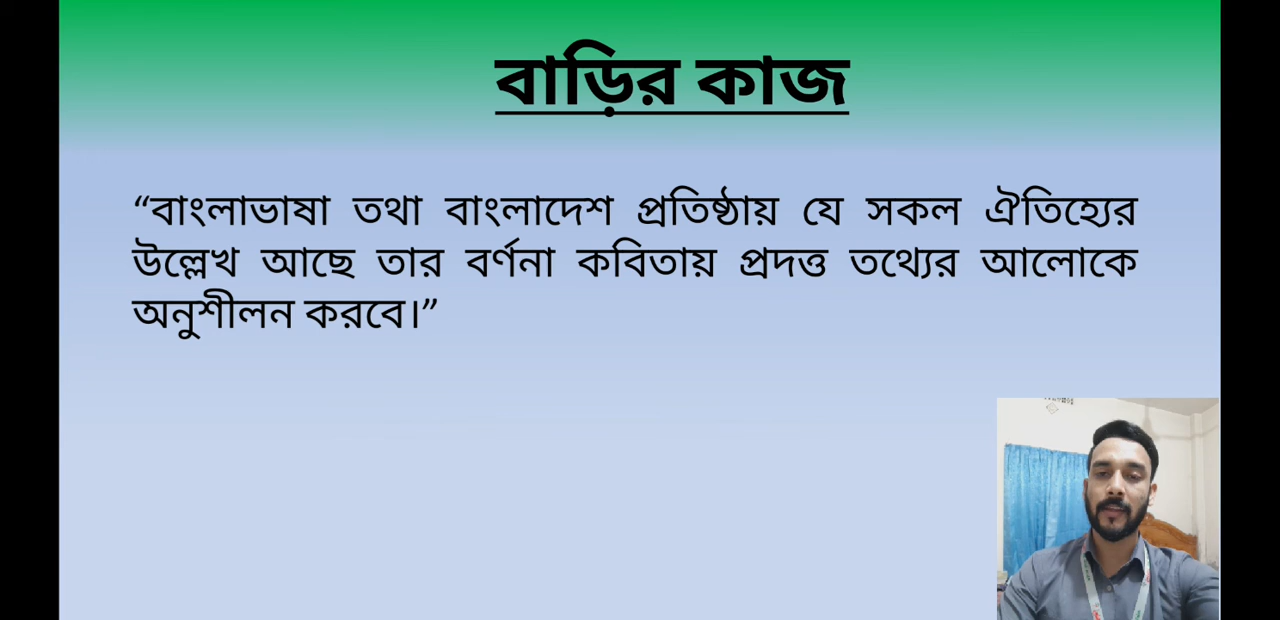 বাড়ির কাজ
“বাংলাভাষা তথা বাংলাদেশ প্রতিষ্ঠায় যে সকল ঐতিহ্যের
উল্লেখ আছে তার বর্ণনা কবিতায় প্রদত্ত তথ্যের আলোকে
অনুশীলন করবে।”